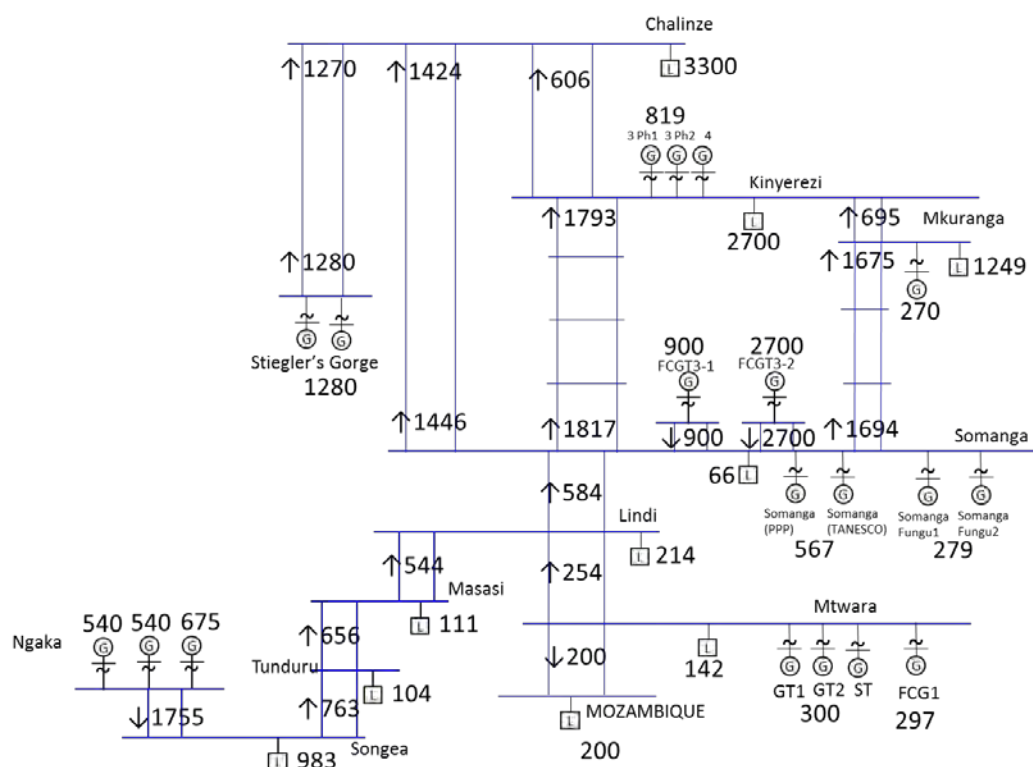 Chalinze
↑1270
↑1424
↑606
L 3300
819
3 Ph1 3 Ph2 4
G G G
Kinyerezi
↑1793
L
2700
↑695
Mkuranga
↑1280
↑1675
G
270
L 1249
G G
Stiegler's Gorge
1280
900
FCGT3-1
G
2700
FCGT3-2
G
↑1446
↑1817
↓900
↓2700
↑1694
Somanga
66 L
↑584
G G G G
Somanga (PPP)
Somanga (TANESCO)
567
Somanga Fungu1
Somanga Fungu2
279
Lindi
↑544
↑254
L 214
Masasi
L 111
Mtwara
Ngaka
540 540 675
G G G
↑656
Tunduru
L 104
↓200
L
142
G G G G
GT1 GT2 ST FCG1
300 297
↓1755
↑763
MOZAMBIQUE
L
200
Songea
L 983